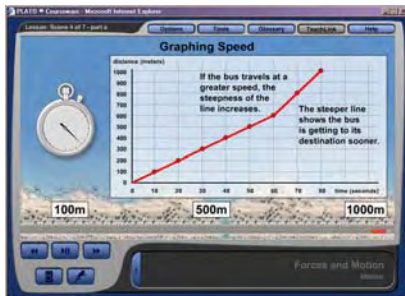 PLATO ® Courseware - Microsoft Internet Explorer
Lesson: Score 4 of 7 - part a
Options
Tools
Glossary
TeachLink
Help
Graphing Speed
distance (meters)
1000
900
800
700
600
500
400
300
200
100
0
If the bus travels at a
greater speed, the
steepness of the
line increases.
The steeper line
shows the bus
is getting to its
destination sooner.
10
20
30
40
50
60
70
80
90
time (seconds)
100m
500m
1000m
Forces and Motion